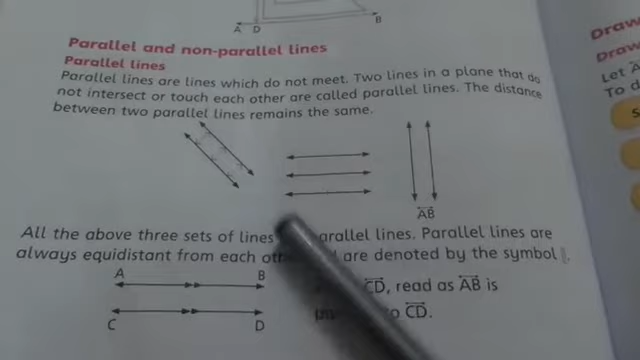 A D B
Parallel and non-parallel lines
Parallel lines
Parallel lines are lines which do not meet. Two lines in a plane that do
not intersect or touch each other are called parallel lines. The distance
between two parallel lines remains the same.
AB
All the above three sets of lines parallel lines. Parallel lines are
always equidistant from each are denoted by the symbol ||.
A B
CD, read as AB is
C D
to CD.
Draw
Draw
Let A
To d
S